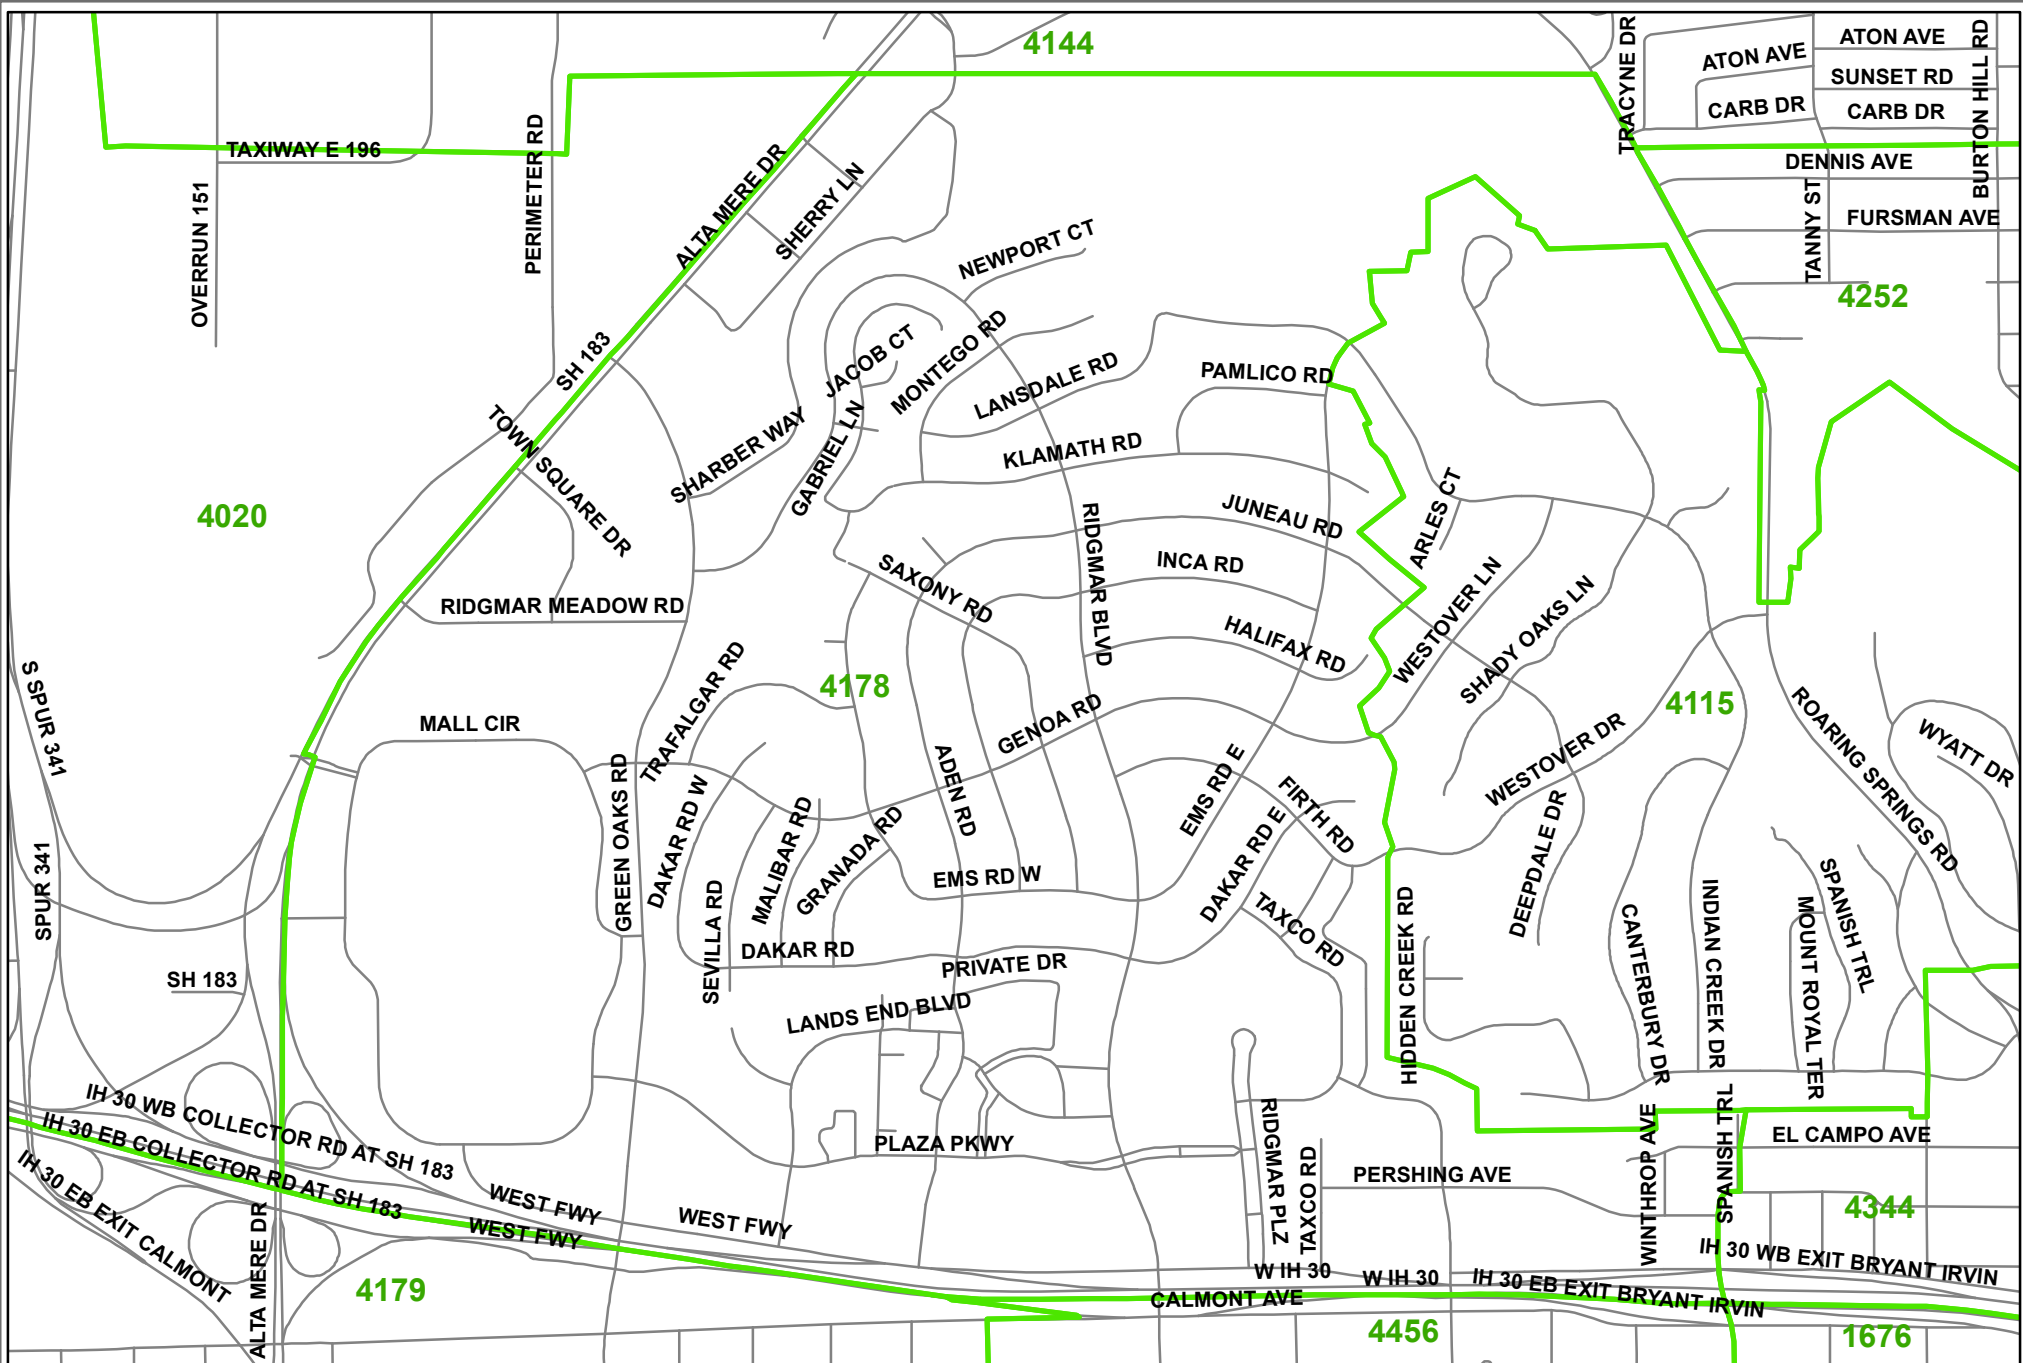 4144
TRACYNE DR
ATON AVE
ATON AVE
BURTON HILL RD
SUNSET RD
CARB DR
CARB DR
DENNIS AVE
TAXIWAY E 196
PERIMETER RD
ALTA MERE DR
SHERRY LN
OVERRUN 151
TANNY ST
FURSMAN AVE
NEWPORT CT
4252
SH 183
JACOB CT
MONTEGO RD
LANSDALE RD
PAMLICO RD
TOWN SQUARE DR
SHARBER WAY
GABRIEL LN
KLAMATH RD
4020
RIDGMAR BLVD
JUNEAU RD
ARLES CT
INCA RD
SAXONY RD
RIDGMAR MEADOW RD
HALIFAX RD
WESTOVER LN
SHADY OAKS LN
S SPUR 341
TRAFALGAR RD
4178
4115
MALL CIR
GENOA RD
ROARING SPRINGS RD
WYATT DR
WESTOVER DR
GREEN OAKS RD
ADEN RD
EMS RD E
FIRTH RD
DAKAR RD W
MALIBAR RD
GRANADA RD
DAKAR RD E
DEEPDALE DR
SPUR 341
EMS RD W
SEVILLA RD
TAXCO RD
HIDDEN CREEK RD
CANTERBURY DR
INDIAN CREEK DR
MOUNT ROYAL TER
SPANISH TRL
DAKAR RD
PRIVATE DR
SH 183
LANDS END BLVD
IH 30 WB COLLECTOR RD AT SH 183
IH 30 EB COLLECTOR RD AT SH 183
IH 30 EB EXIT CALMONT
PLAZA PKWY
RIDGMAR PLZ
TAXCO RD
PERSHING AVE
WINTHROP AVE
SPANISH TRL
EL CAMPO AVE
4344
ALTA MERE DR
WEST FWY
WEST FWY
WEST FWY
W IH 30
W IH 30
IH 30 WB EXIT BRYANT IRVIN
IH 30 EB EXIT BRYANT IRVIN
4179
CALMONT AVE
4456
1676